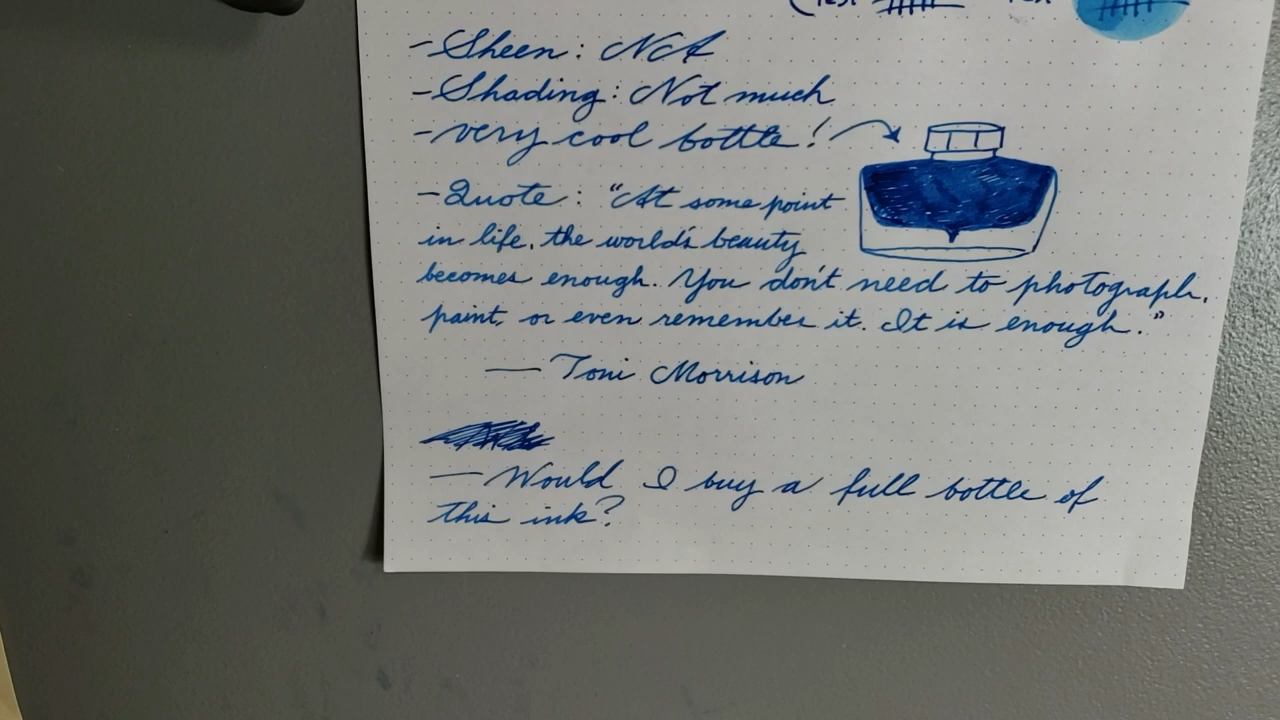 (Test
- Sheen: NA
- Shading: Not much
- very cool bottle!
- Quote: "At some point
in life, the world's beauty
becomes enough. You don't need to photograph,
paint, or even remember it. It is enough."
— Toni Morrison
— Would I buy a full bottle of
this ink?